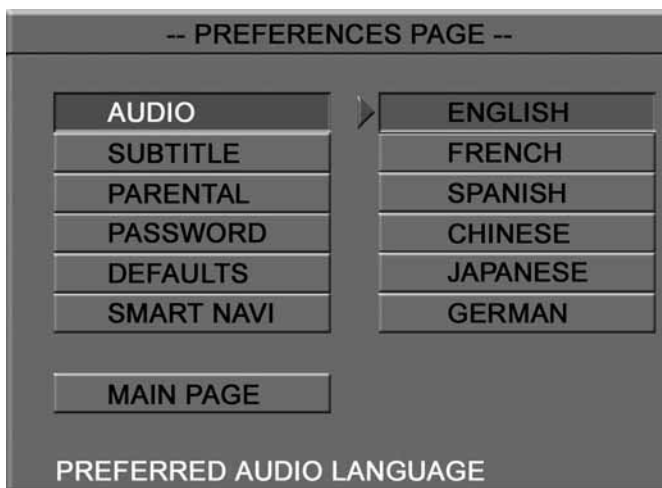 -- PREFERENCES PAGE --
AUDIO
SUBTITLE
PARENTAL
PASSWORD
DEFAULTS
SMART NAVI
MAIN PAGE
ENGLISH
FRENCH
SPANISH
CHINESE
JAPANESE
GERMAN
PREFERRED AUDIO LANGUAGE